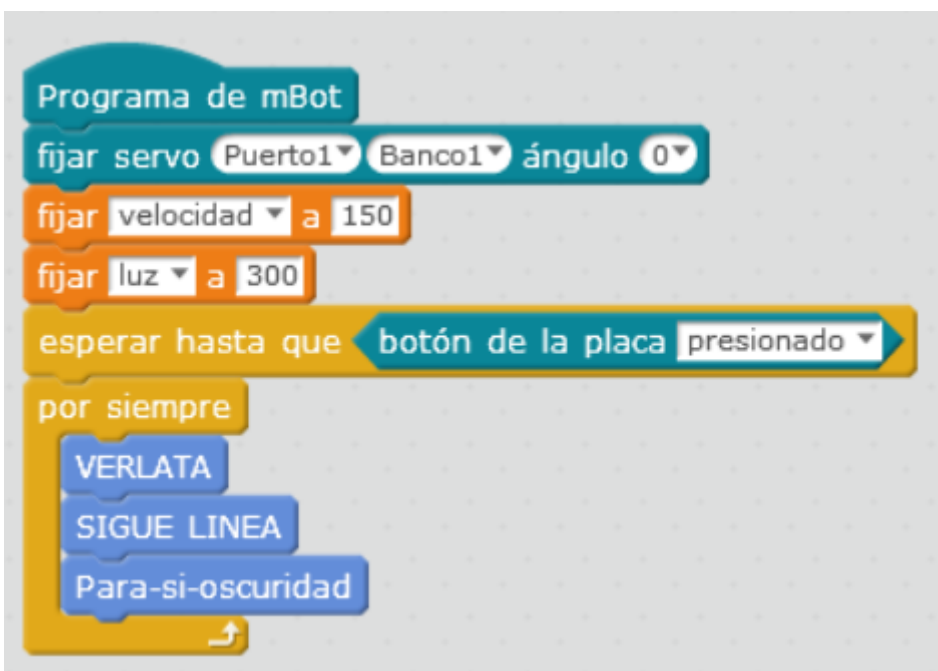 Programa de mBot
fijar servo Puerto1 Banco1 ángulo 0
fijar velocidad a 150
fijar luz a 300
esperar hasta que botón de la placa presionado
por siempre
VERLATA
SIGUE LINEA
Para-si-oscuridad